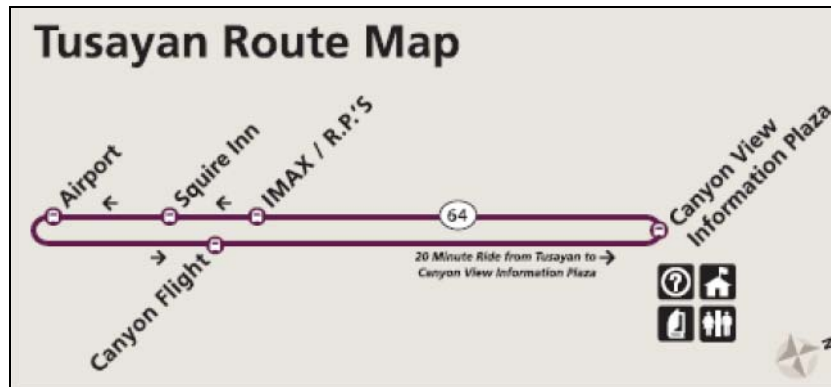 Tusayan Route Map
Airport
Squire Inn
IMAX / R.P.'S
64
Canyon View
Information Plaza
Canyon Flight
20 Minute Ride from Tusayan to
Canyon View Information Plaza
?
N